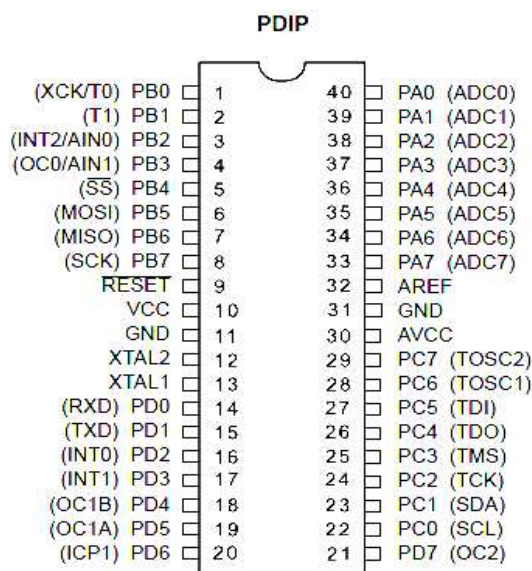 PDIP
(XCK/T0) PB0 1 40 PA0 (ADC0)
(T1) PB1 2 39 PA1 (ADC1)
(INT2/AIN0) PB2 3 38 PA2 (ADC2)
(OC0/AIN1) PB3 4 37 PA3 (ADC3)
(SS) PB4 5 36 PA4 (ADC4)
(MOSI) PB5 6 35 PA5 (ADC5)
(MISO) PB6 7 34 PA6 (ADC6)
(SCK) PB7 8 33 PA7 (ADC7)
RESET 9 32 AREF
VCC 10 31 GND
GND 11 30 AVCC
XTAL2 12 29 PC7 (TOSC2)
XTAL1 13 28 PC6 (TOSC1)
(RXD) PD0 14 27 PC5 (TDI)
(TXD) PD1 15 26 PC4 (TDO)
(INT0) PD2 16 25 PC3 (TMS)
(INT1) PD3 17 24 PC2 (TCK)
(OC1B) PD4 18 23 PC1 (SDA)
(OC1A) PD5 19 22 PC0 (SCL)
(ICP1) PD6 20 21 PD7 (OC2)